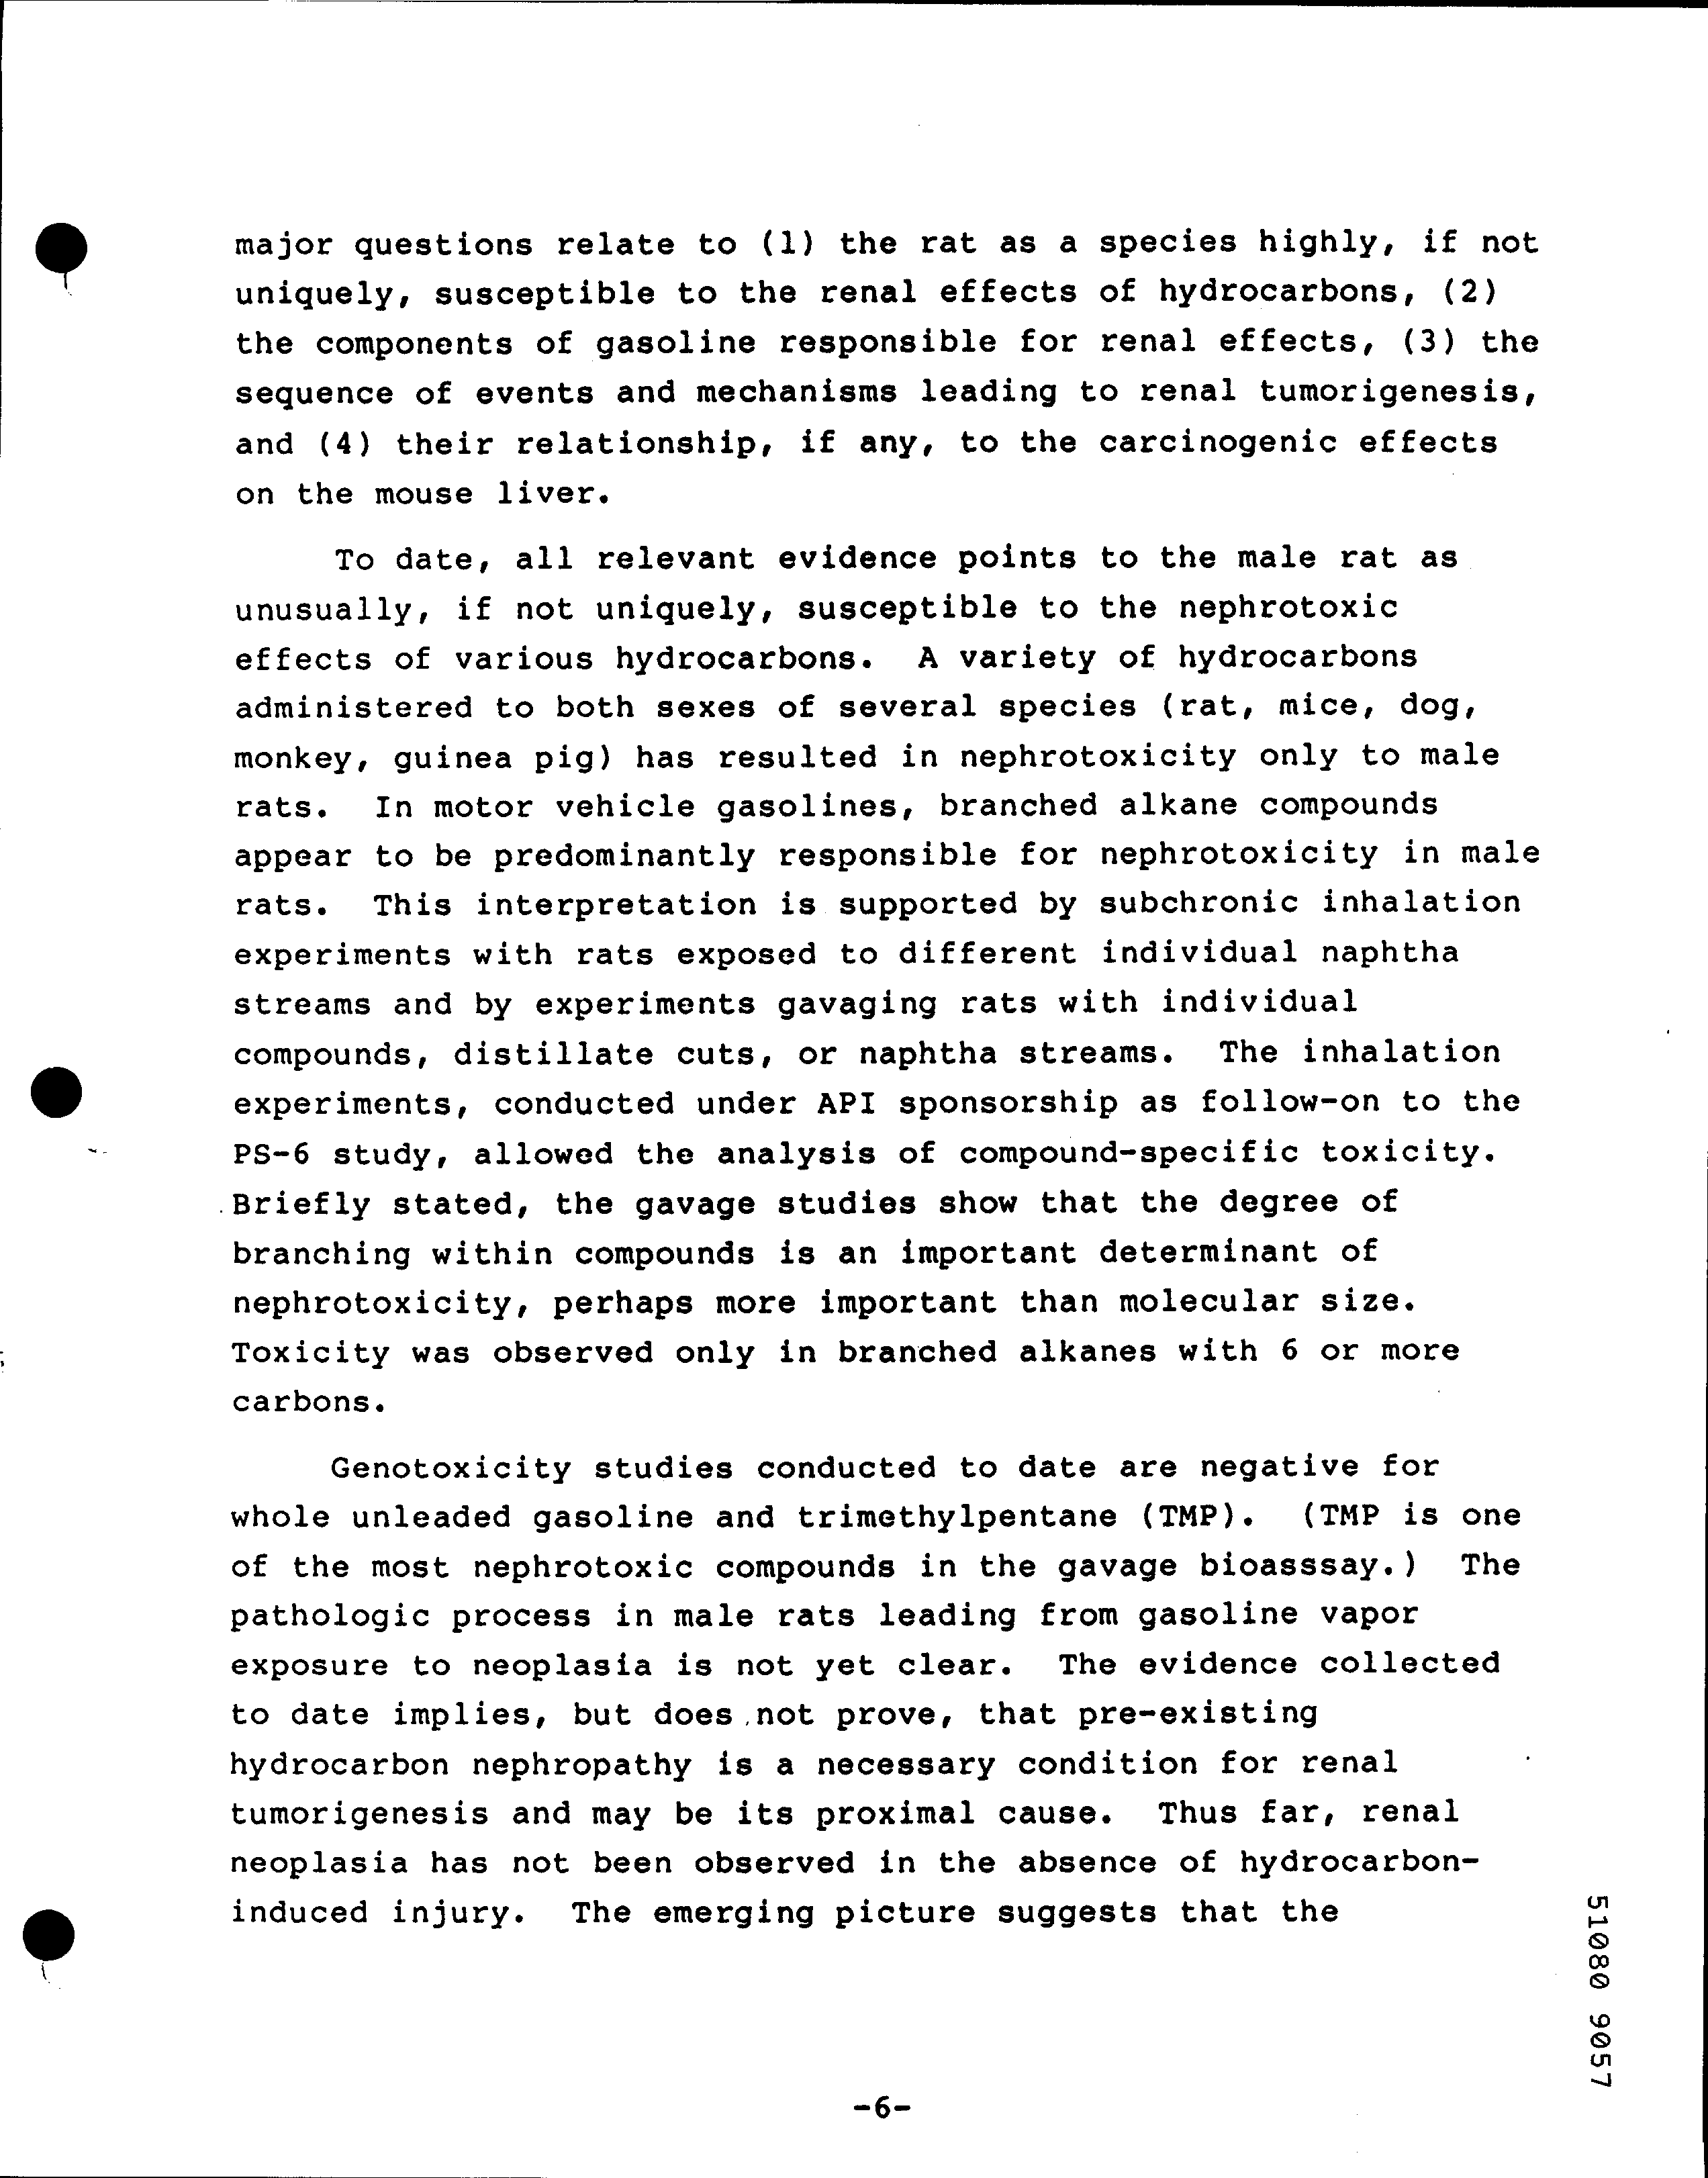 major questions relate to (1) the rat as a species highly, if not
uniquely, susceptible to the renal effects of hydrocarbons, (2)
the components of gasoline responsible for renal effects, (3) the
sequence of events and mechanisms leading to renal tumorigenesis,
and (4) their relationship, if any, to the carcinogenic effects
on the mouse liver.
To date, all relevant evidence points to the male rat as
unusually, if not uniquely, susceptible to the nephrotoxic
effects of various hydrocarbons. A variety of hydrocarbons
administered to both sexes of several species (rat, mice, dog,
monkey, guinea pig) has resulted in nephrotoxicity only to male
rats. In motor vehicle gasolines, branched alkane compounds
appear to be predominantly responsible for nephrotoxicity in male
rats. This interpretation is supported by subchronic inhalation
experiments with rats exposed to different individual naphtha
streams and by experiments gavaging rats with individual
compounds, distillate cuts, or naphtha streams. The inhalation
experiments, conducted under API sponsorship as follow-on to the
PS-6 study, allowed the analysis of compound-specific toxicity.
Briefly stated, the gavage studies show that the degree of
branching within compounds is an important determinant of
nephrotoxicity, perhaps more important than molecular size.
Toxicity was observed only in branched alkanes with 6 or more
carbons.
Genotoxicity studies conducted to date are negative for
whole unleaded gasoline and trimethylpentane (TMP). (TMP is one
of the most nephrotoxic compounds in the gavage bioasssay.) The
pathologic process in male rats leading from gasoline vapor
exposure to neoplasia is not yet clear. The evidence collected
to date implies, but does not prove, that pre-existing
hydrocarbon nephropathy is a necessary condition for renal
tumorigenesis and may be its proximal cause. Thus far, renal
neoplasia has not been observed in the absence of hydrocarbon-
induced injury. The emerging picture suggests that the
51080 9057
-6-